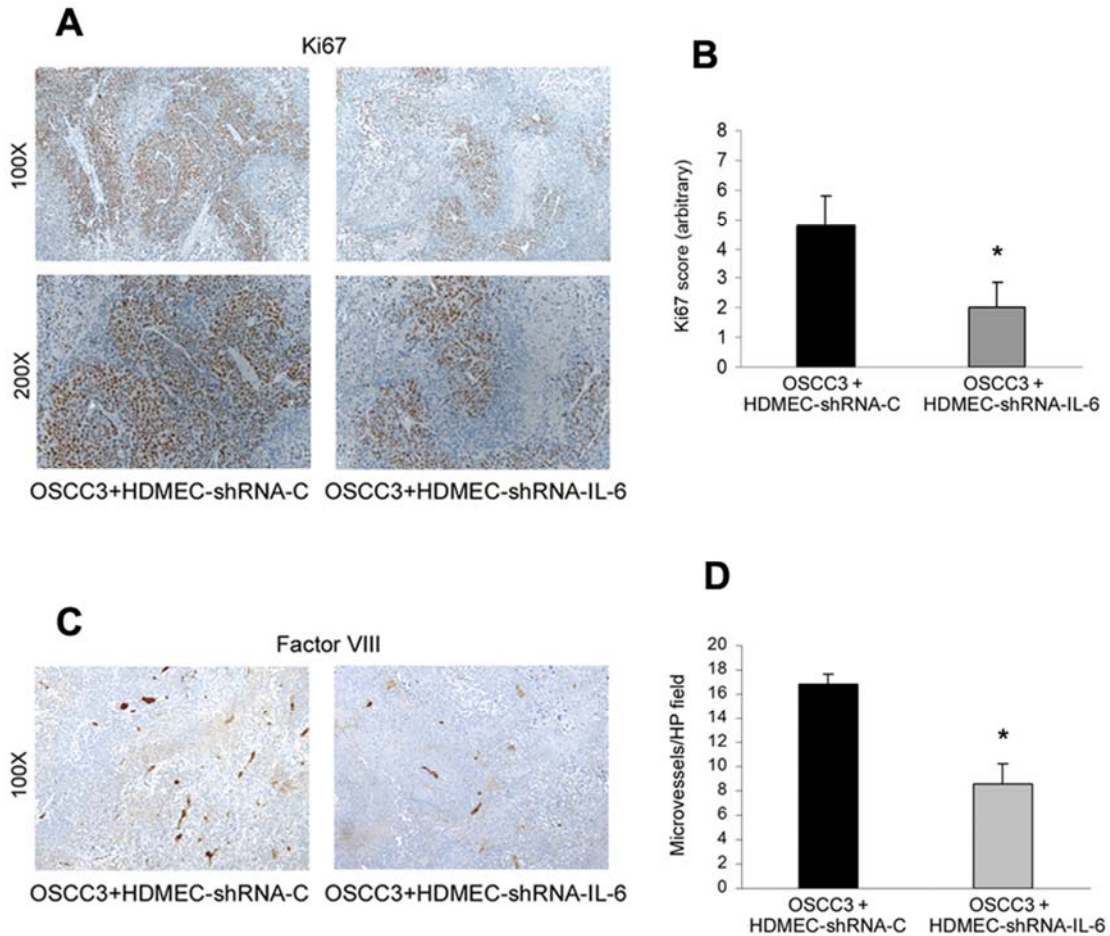 A
Ki67
100X
200X
OSCC3+HDMEC-shRNA-C
OSCC3+HDMEC-shRNA-IL-6
B
Ki67 score (arbitrary)
8
7
6
5
4
3
2
1
0
*
OSCC3 +
HDMEC-shRNA-C
OSCC3 +
HDMEC-shRNA-IL-6
C
Factor VIII
100X
OSCC3+HDMEC-shRNA-C
OSCC3+HDMEC-shRNA-IL-6
D
Microvessels/HP field
20
18
16
14
12
10
8
6
4
2
0
*
OSCC3 +
HDMEC-shRNA-C
OSCC3 +
HDMEC-shRNA-IL-6